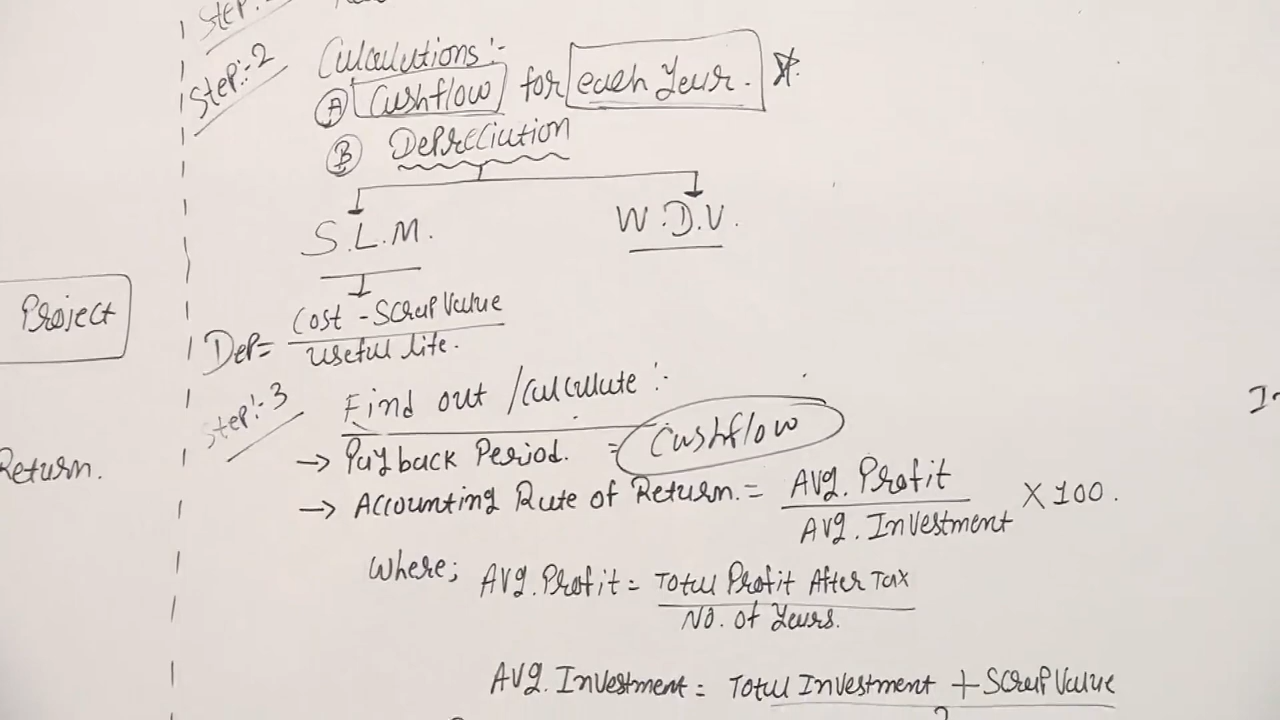 Step:-2
Calculations:-
Ⓐ Cashflow for each Year.
Ⓑ Depreciation
S.L.M. W.D.V.
Project
Dep = Cost - Scrap Value
Useful life.
Step:-3
Find out / Calculate:-
Return.
→ Payback Period. = Cashflow
→ Accounting Rate of Return. = Avg. Profit
Avg. Investment × 100.
Where; Avg. Profit = Total Profit After Tax
No. of Years.
Avg. Investment = Total Investment + Scrap Value
2